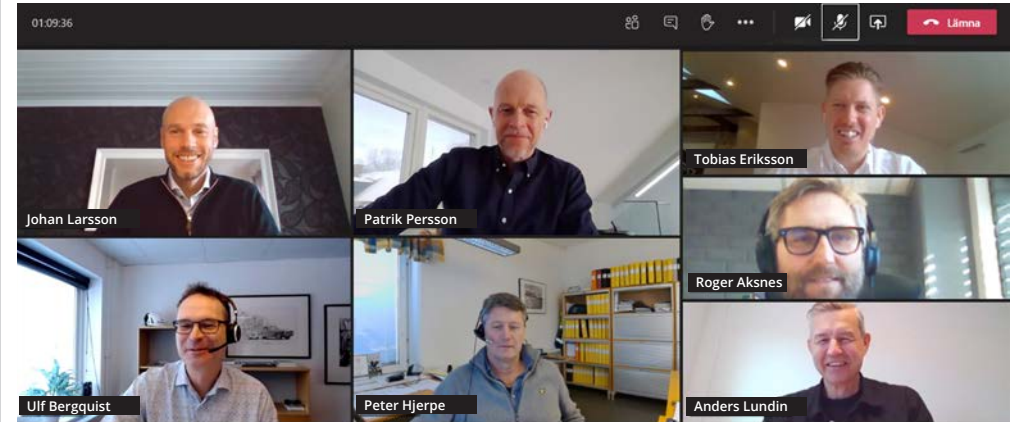 01:09:36
Lämna
Johan Larsson
Patrik Persson
Tobias Eriksson
Roger Aksnes
Ulf Bergquist
Peter Hjerpe
Anders Lundin